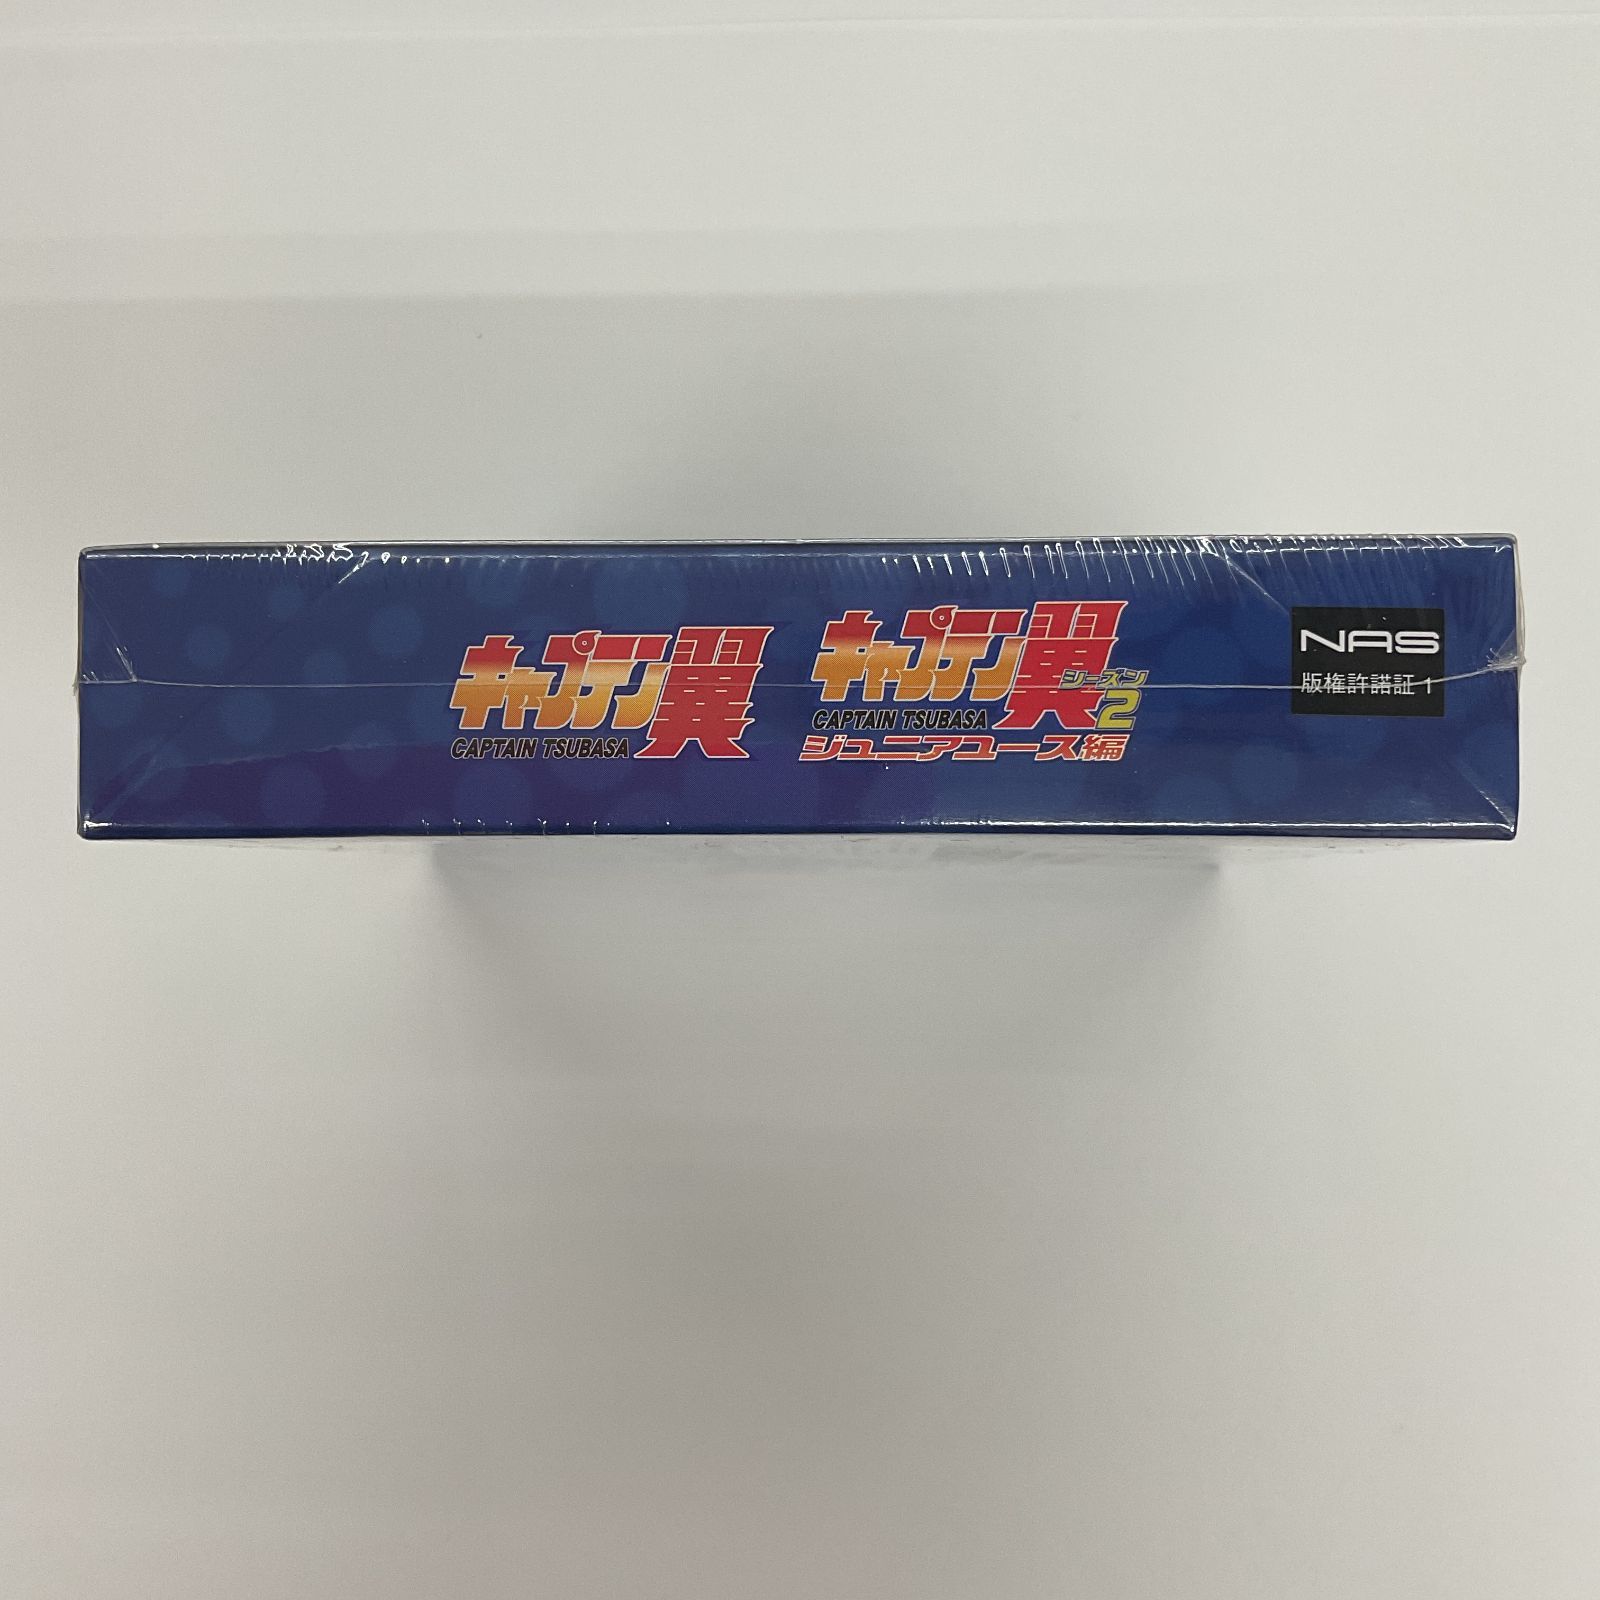 キャプテン翼
CAPTAIN TSUBASA
キャプテン翼
シーズン2
CAPTAIN TSUBASA
ジュニアユース編
NAS
版権許諾証1